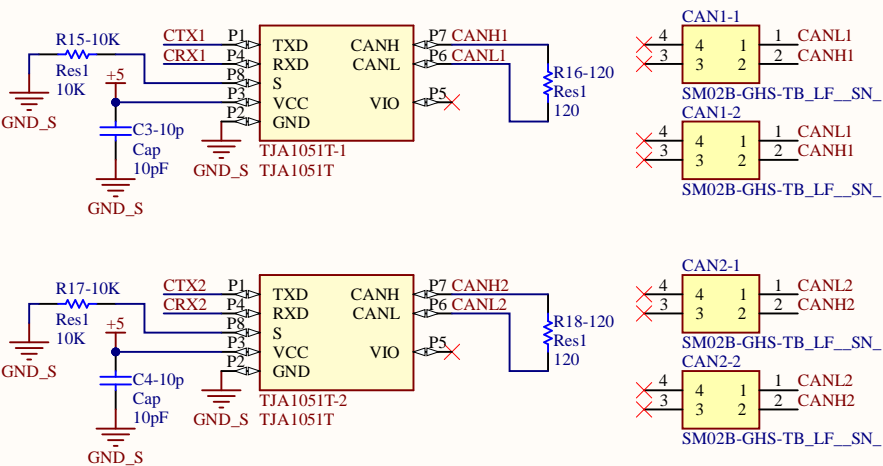 R15-10K
Res1
10K
GND_S
+5
C3-10p
Cap
10pF
GND_S
CTX1
CRX1
P1
P4
P8
P3
P2
GND_S
TXD
RXD
S
VCC
GND
CANH
CANL
VIO
TJA1051T-1
TJA1051T
P7 CANH1
P6 CANL1
P5
R16-120
Res1
120
CAN1-1
4 4 1 1 CANL1
3 3 2 2 CANH1
SM02B-GHS-TB_LF__SN_
CAN1-2
4 4 1 1 CANL1
3 3 2 2 CANH1
SM02B-GHS-TB_LF__SN_
R17-10K
Res1
10K
GND_S
+5
C4-10p
Cap
10pF
GND_S
CTX2
CRX2
P1
P4
P8
P3
P2
GND_S
TXD
RXD
S
VCC
GND
CANH
CANL
VIO
TJA1051T-2
TJA1051T
P7 CANH2
P6 CANL2
P5
R18-120
Res1
120
CAN2-1
4 4 1 1 CANL2
3 3 2 2 CANH2
SM02B-GHS-TB_LF__SN_
CAN2-2
4 4 1 1 CANL2
3 3 2 2 CANH2
SM02B-GHS-TB_LF__SN_